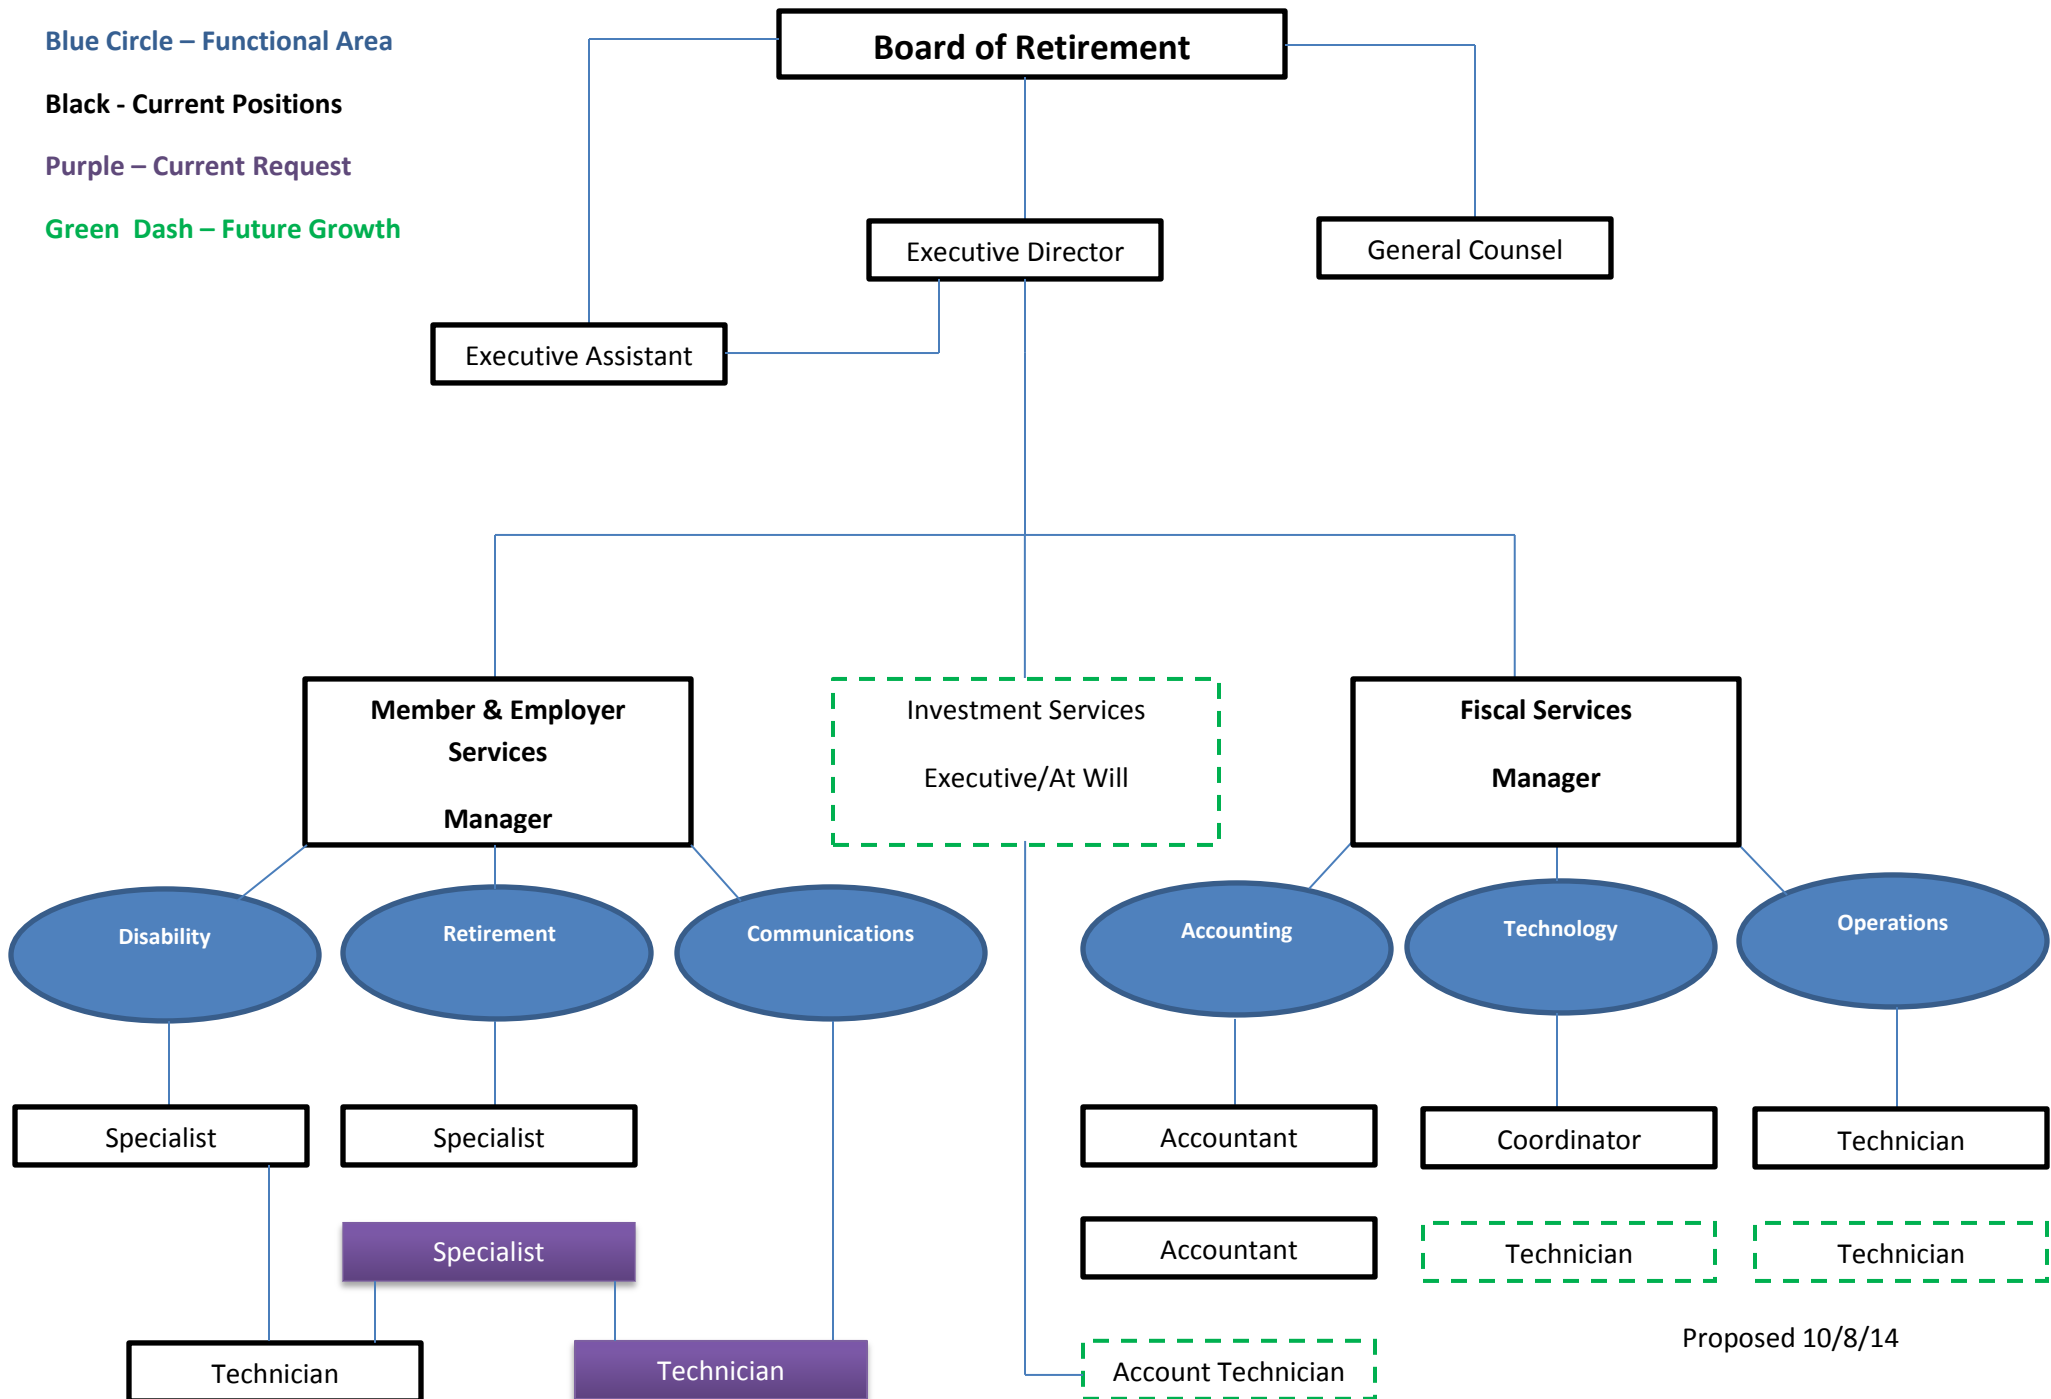 Blue Circle – Functional Area
Black - Current Positions
Purple – Current Request
Green  Dash – Future Growth
Board of Retirement
Executive Director
General Counsel
Executive Assistant
Member & Employer
Services
Manager
Investment Services
Executive/At Will
Fiscal Services
Manager
Disability
Retirement
Communications
Accounting
Technology
Operations
Specialist
Specialist
Accountant
Coordinator
Technician
Specialist
Accountant
Technician
Technician
Technician
Technician
Account Technician
Proposed 10/8/14